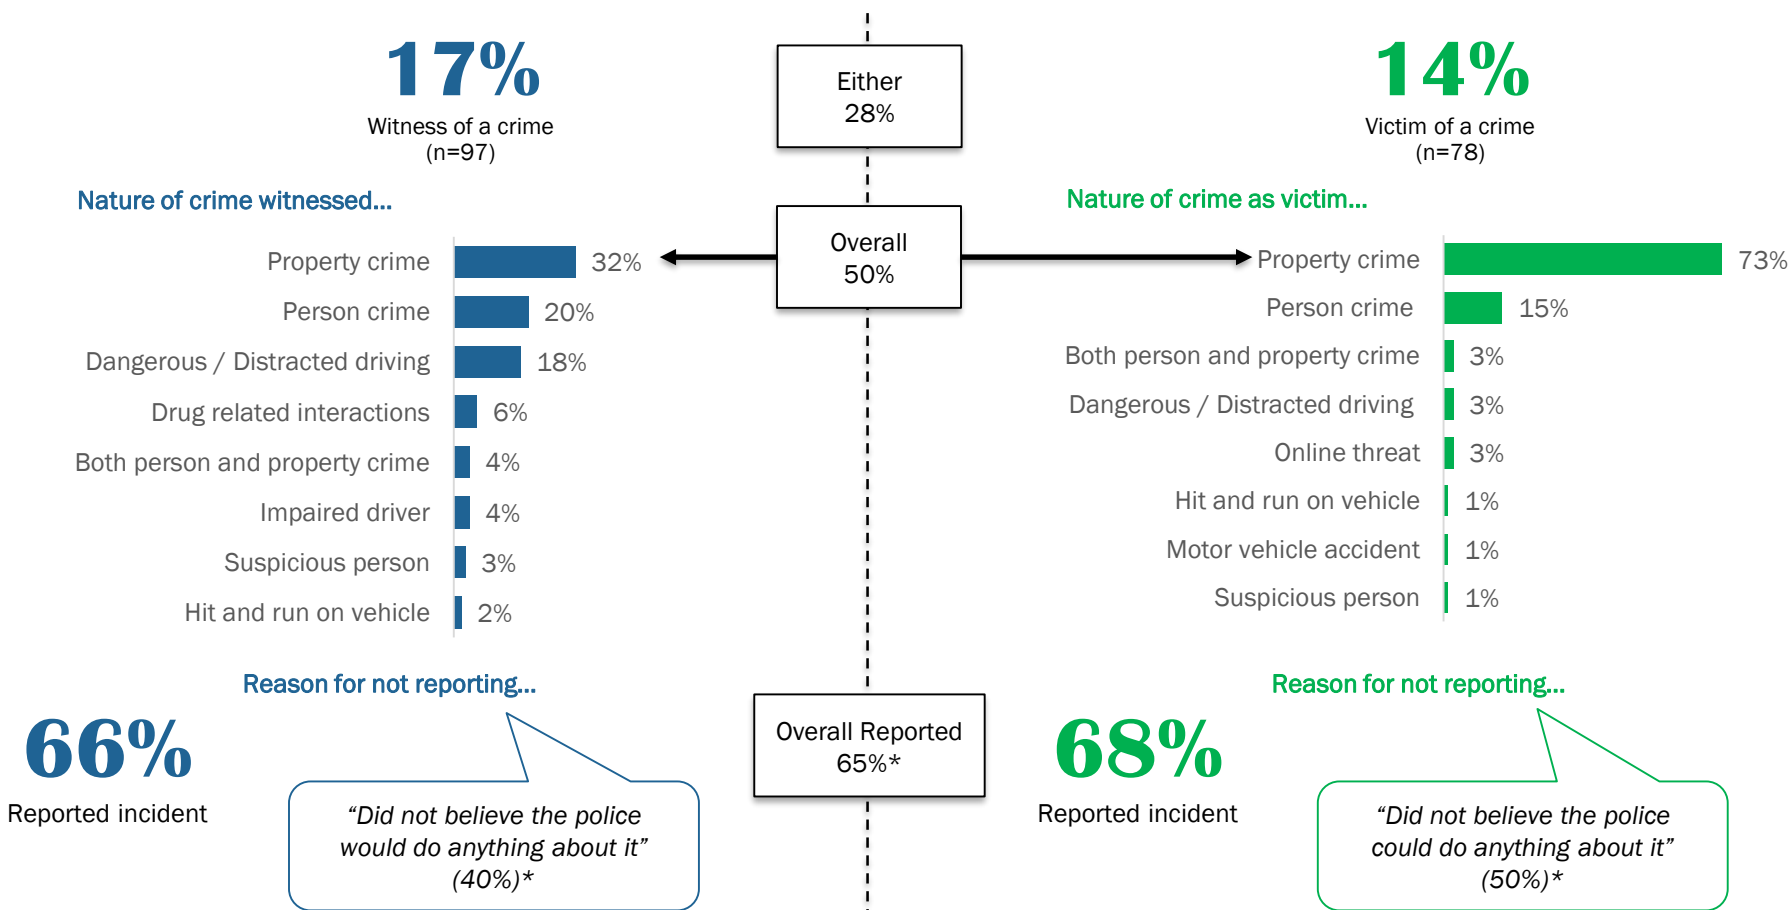 17%
Witness of a crime
(n=97)
Nature of crime witnessed...
Property crime 32%
Person crime 20%
Dangerous / Distracted driving 18%
Drug related interactions 6%
Both person and property crime 4%
Impaired driver 4%
Suspicious person 3%
Hit and run on vehicle 2%
Reason for not reporting...
66%
Reported incident
“Did not believe the police
would do anything about it”
(40%)*
Either
28%
Overall
50%
Overall Reported
65%*
14%
Victim of a crime
(n=78)
Nature of crime as victim...
Property crime 73%
Person crime 15%
Both person and property crime 3%
Dangerous / Distracted driving 3%
Online threat 3%
Hit and run on vehicle 1%
Motor vehicle accident 1%
Suspicious person 1%
Reason for not reporting...
68%
Reported incident
“Did not believe the police
could do anything about it”
(50%)*